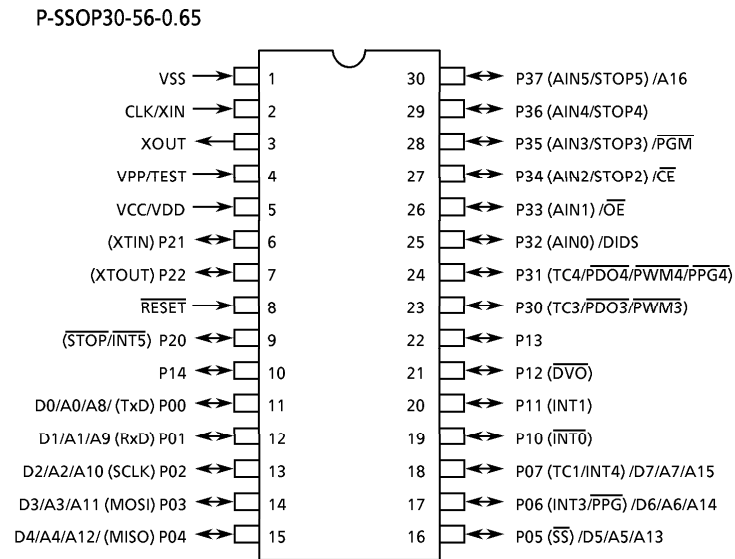 P-SSOP30-56-0.65
VSS 1 30 P37 (AIN5/STOP5) /A16
CLK/XIN 2 29 P36 (AIN4/STOP4)
XOUT 3 28 P35 (AIN3/STOP3) /PGM
VPP/TEST 4 27 P34 (AIN2/STOP2) /CE
VCC/VDD 5 26 P33 (AIN1) /OE
(XTIN) P21 6 25 P32 (AIN0) /DIDS
(XTOUT) P22 7 24 P31 (TC4/PDO4/PWM4/PPG4)
RESET 8 23 P30 (TC3/PDO3/PWM3)
(STOP/INT5) P20 9 22 P13
P14 10 21 P12 (DVO)
D0/A0/A8/ (TxD) P00 11 20 P11 (INT1)
D1/A1/A9 (RxD) P01 12 19 P10 (INT0)
D2/A2/A10 (SCLK) P02 13 18 P07 (TC1/INT4) /D7/A7/A15
D3/A3/A11 (MOSI) P03 14 17 P06 (INT3/PPG) /D6/A6/A14
D4/A4/A12/ (MISO) P04 15 16 P05 (SS) /D5/A5/A13